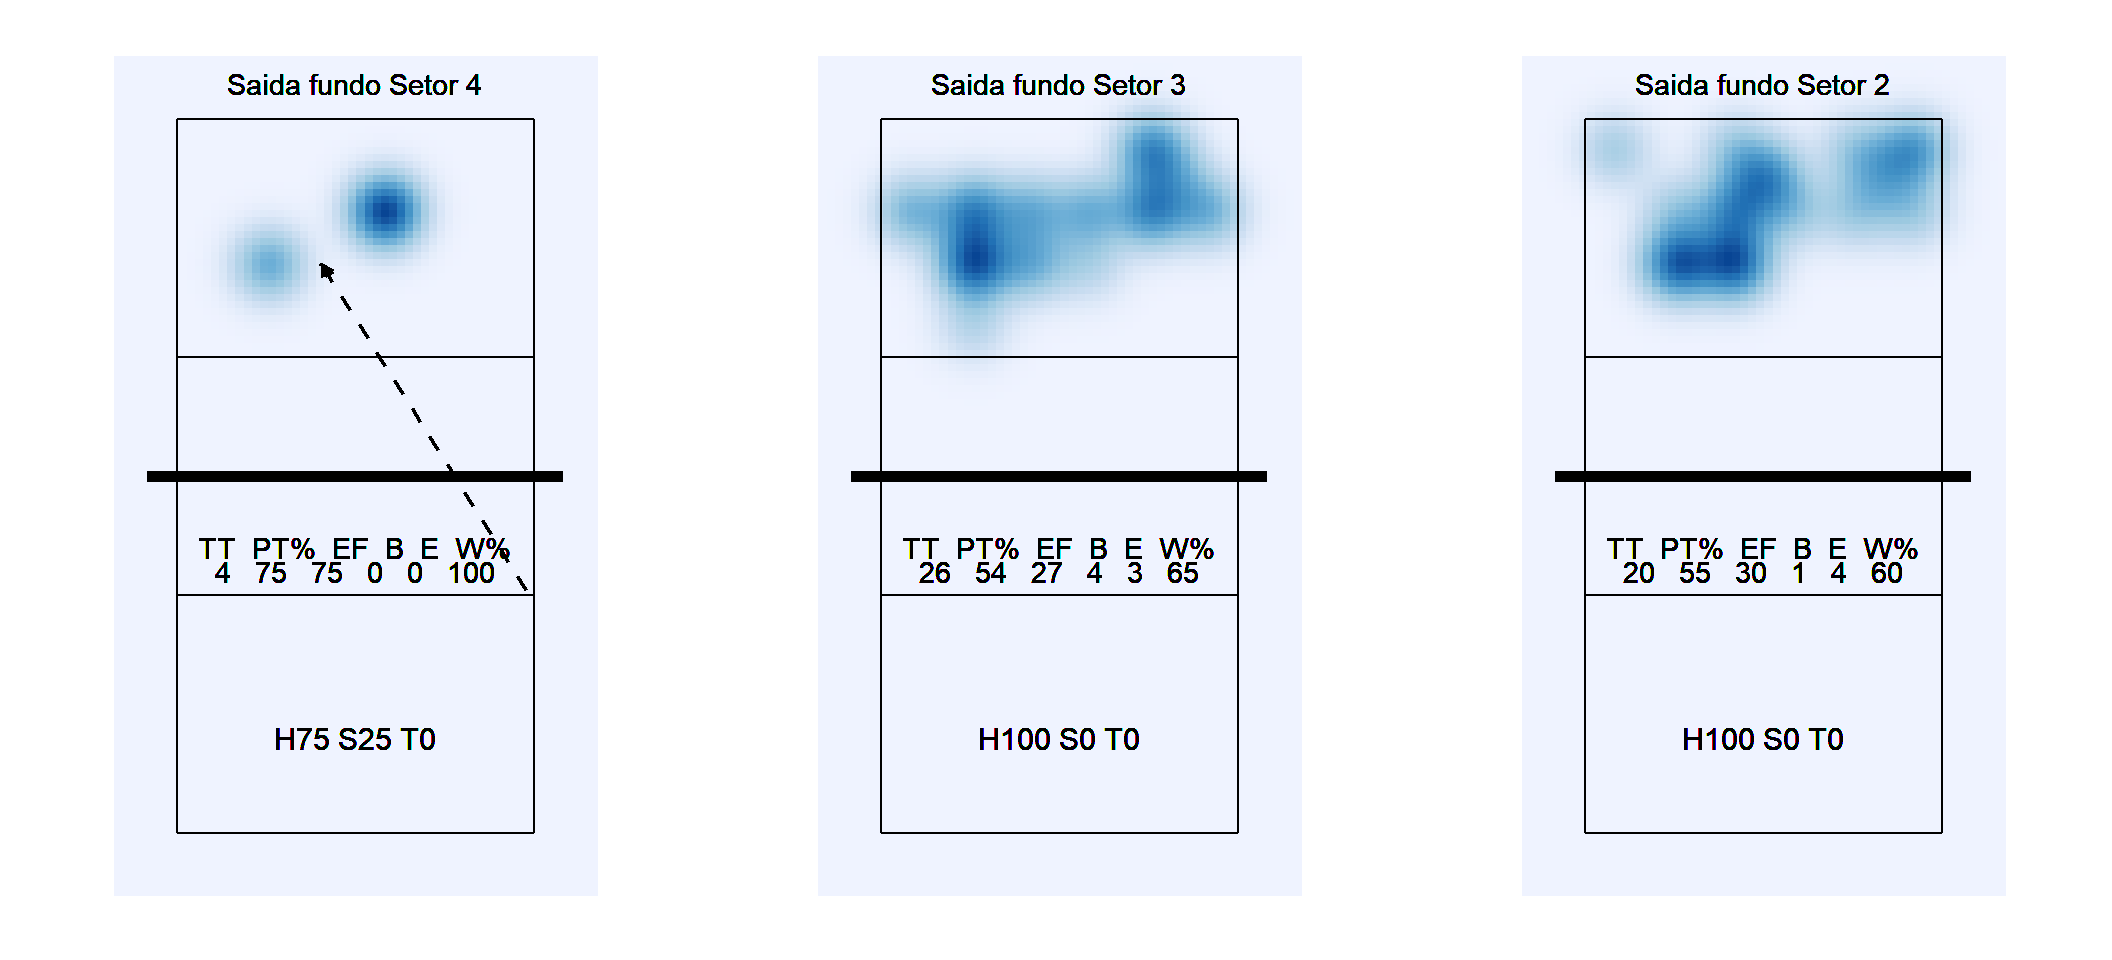 Saida fundo Setor 4
TT PT% EF B E W%
4 75 75 0 0 100
H75 S25 T0
Saida fundo Setor 3
TT PT% EF B E W%
26 54 27 4 3 65
H100 S0 T0
Saida fundo Setor 2
TT PT% EF B E W%
20 55 30 1 4 60
H100 S0 T0